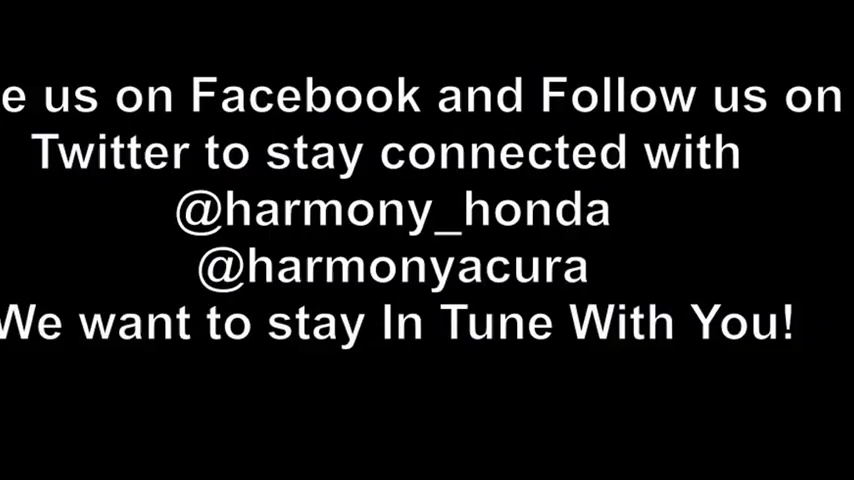 e us on Facebook and Follow us on
Twitter to stay connected with
@harmony_honda
@harmonyacura
We want to stay In Tune With You!